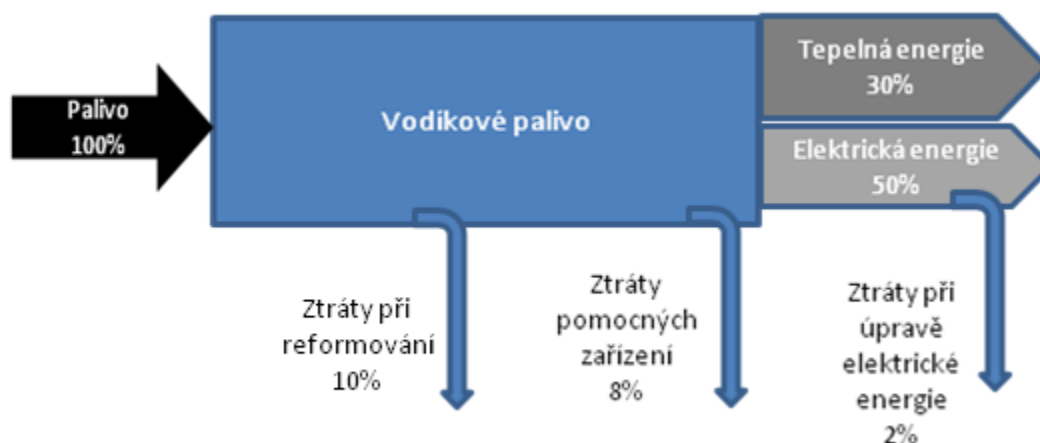 Palivo
100%
Vodíkové palivo
Tepelná energie
30%
Elektrická energie
50%
Ztráty při
reformování
10%
Ztráty
pomocných
zařízení
8%
Ztráty při
úpravě
elektrické
energie
2%